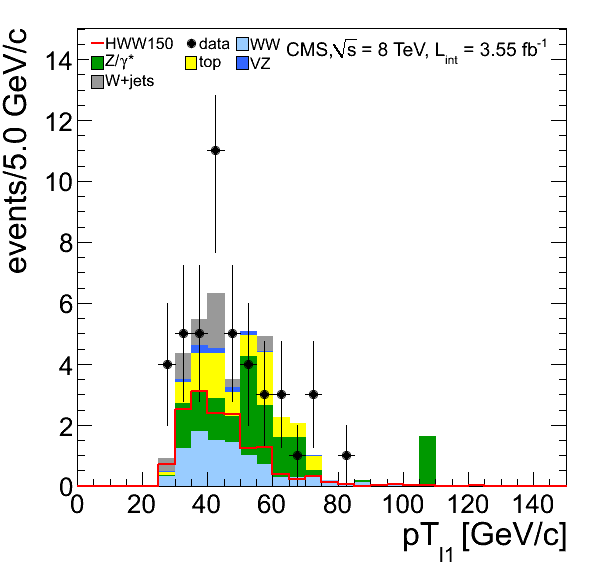 HWW150 data WW CMS,√s = 8 TeV, L_int = 3.55 fb⁻¹
Z/γ* top VZ
W+jets
events/5.0 GeV/c
14
12
10
8
6
4
2
0
0 20 40 60 80 100 120 140
pT_l1 [GeV/c]